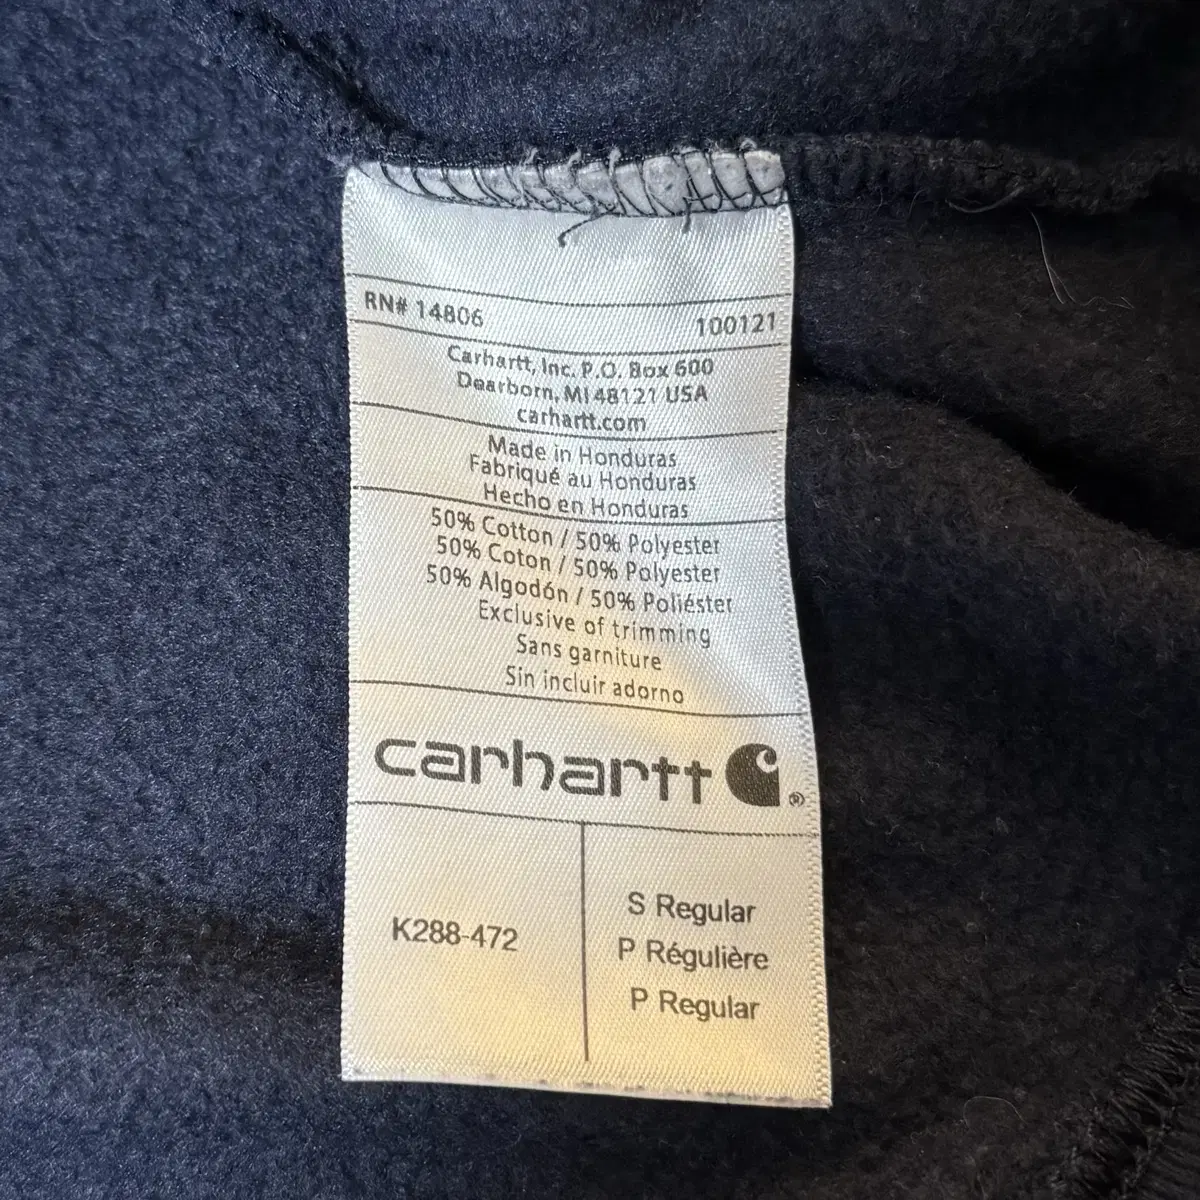 RN# 14806 100121
Carhartt, Inc. P.O. Box 600
Dearborn, MI 48121 USA
carhartt.com
Made in Honduras
Fabriqué au Honduras
Hecho en Honduras
50% Cotton / 50% Polyester
50% Coton / 50% Polyester
50% Algodón / 50% Poliéster
Exclusive of trimming
Sans garniture
Sin incluir adorno
carhartt ®
K288-472
S Regular
P Régulière
P Regular